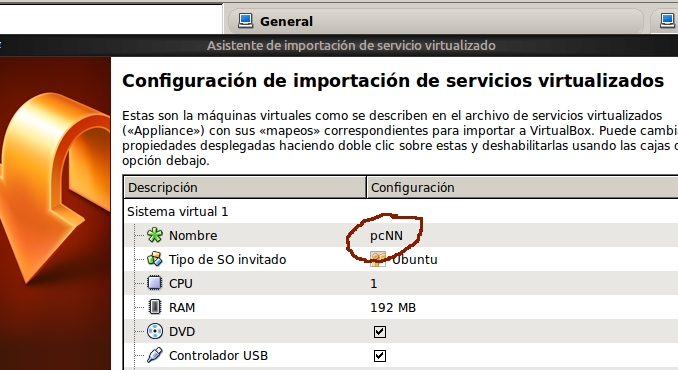 General
Asistente de importación de servicio virtualizado
Configuración de importación de servicios virtualizados
Estas son la máquinas virtuales como se describen en el archivo de servicios virtualizados
(«Appliance») con sus «mapeos» correspondientes para importar a VirtualBox. Puede cambi
propiedades desplegadas haciendo doble clic sobre estas y deshabilitarlas usando las cajas d
opción debajo.
Descripción Configuración
Sistema virtual 1
Nombre pcNN
Tipo de SO invitado Ubuntu
CPU 1
RAM 192 MB
DVD
Controlador USB